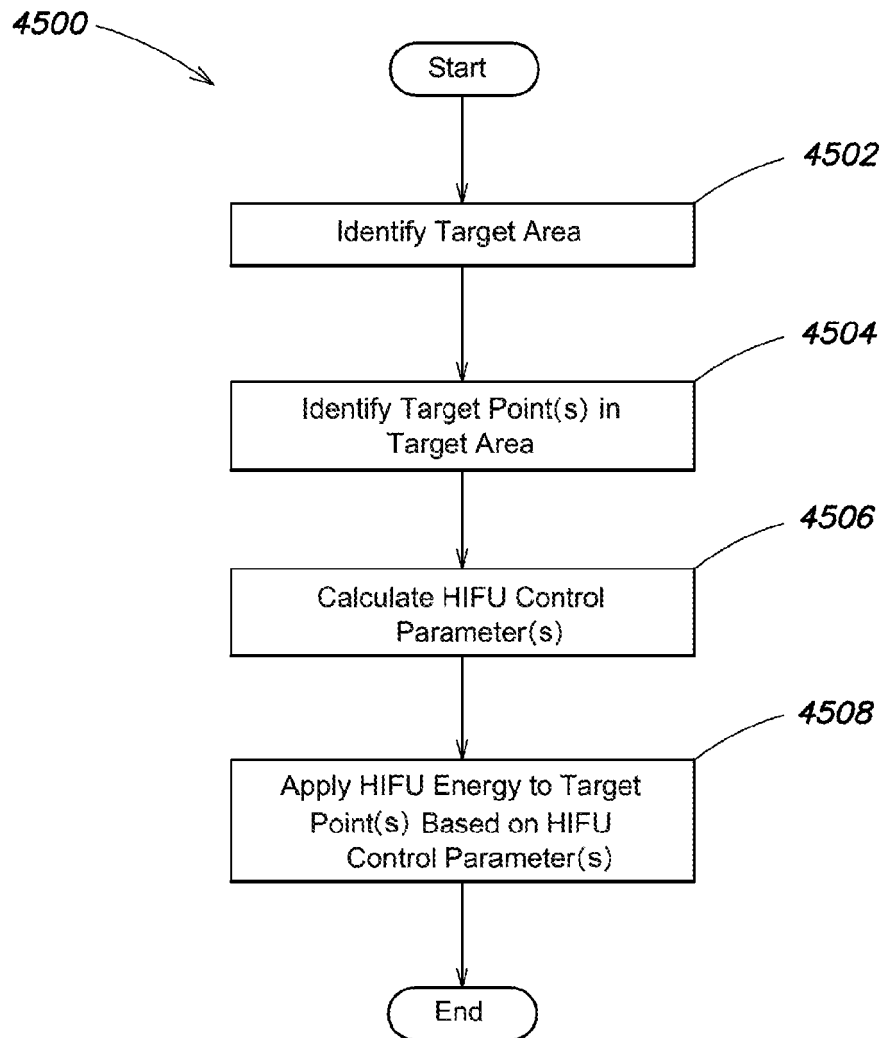 4500
Start
4502
Identify Target Area
4504
Identify Target Point(s) in
Target Area
4506
Calculate HIFU Control
Parameter(s)
4508
Apply HIFU Energy to Target
Point(s) Based on HIFU
Control Parameter(s)
End